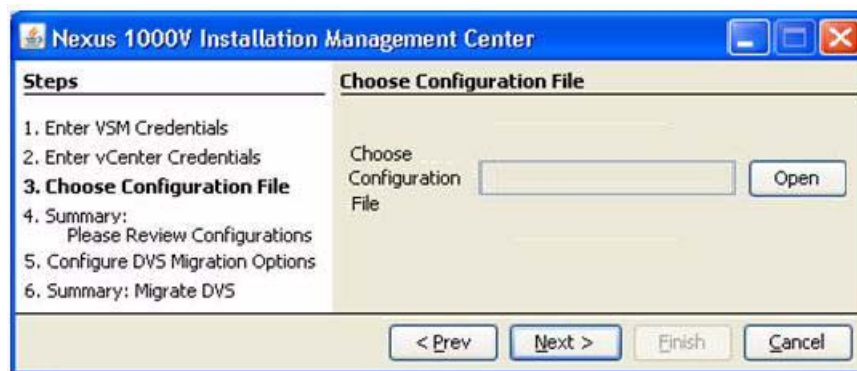 Nexus 1000V Installation Management Center
Steps
1. Enter VSM Credentials
2. Enter vCenter Credentials
3. Choose Configuration File
4. Summary:
Please Review Configurations
5. Configure DVS Migration Options
6. Summary: Migrate DVS
Choose Configuration File
Choose
Configuration
File
Open
< Prev
Next >
Finish
Cancel